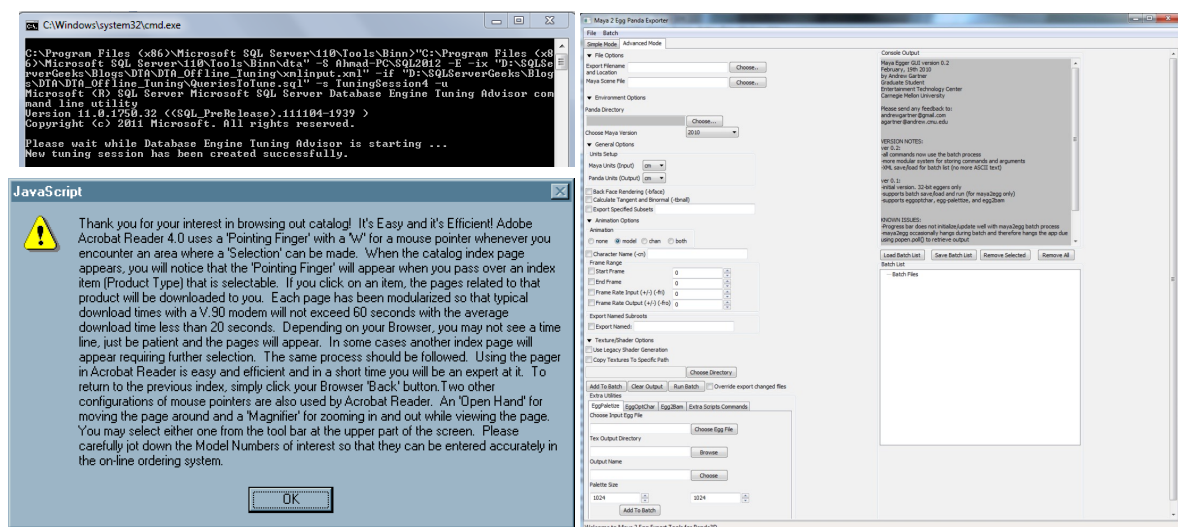 C:\Windows\system32\cmd.exe
C:\Program Files (x86)\Microsoft SQL Server\110\Tools\Binn>"C:\Program Files (x8
6)\Microsoft SQL Server\110\Tools\Binn\dta" -S Ahmad-PC\SQL2012 -E -ix "D:\SQLSe
rverGeeks\Blogs\DTA\DTA_Offline_Tuning\xmlinput.xml" -if "D:\SQLServerGeeks\Blog
s\DTA\DTA_Offline_Tuning\QueriesToTune.sql" -s TuningSession4 -u
Microsoft (R) SQL Server Microsoft SQL Server Database Engine Tuning Advisor com
mand line utility
Version 11.0.1750.32 ((SQL_PreRelease).111104-1939 )
Copyright (c) 2011 Microsoft. All rights reserved.
Please wait while Database Engine Tuning Advisor is starting ...
New tuning session has been created successfully.
JavaScript
Thank you for your interest in browsing out catalog! It's Easy and it's Efficient! Adobe
Acrobat Reader 4.0 uses a 'Pointing Finger' with a 'W' for a mouse pointer whenever you
encounter an area where a 'Selection' can be made. When the catalog index page
appears, you will notice that the 'Pointing Finger' will appear when you pass over an index
item (Product Type) that is selectable. If you click on an item, the pages related to that
product will be downloaded to you. Each page has been modularized so that typical
download times with a V.90 modem will not exceed 60 seconds with the average
download time less than 20 seconds. Depending on your Browser, you may not see a time
line, just be patient and the pages will appear. In some cases another index page will
appear requiring further selection. The same process should be followed. Using the pager
in Acrobat Reader is easy and efficient and in a short time you will be an expert at it. To
return to the previous index, simply click your Browser 'Back' button.Two other
configurations of mouse pointers are also used by Acrobat Reader. An 'Open Hand' for
moving the page around and a 'Magnifier' for zooming in and out while viewing the page.
You may select either one from the tool bar at the upper part of the screen. Please
carefully jot down the Model Numbers of interest so that they can be entered accurately in
the on-line ordering system.
OK
Maya 2 Egg Panda Exporter
File Batch
Simple Mode Advanced Mode
File Options
Export Filename
and Location
Choose...
Maya Scene File
Choose...
Environment Options
Panda Directory
Choose...
Choose Maya Version
2010
General Options
Units Setup
Maya Units (Input) cm
Panda Units (Output) cm
Back Face Rendering (-bface)
Calculate Tangent and Binormal (-tbnall)
Export Specified Subsets
Animation Options
Animation
none model chan both
Character Name (-cn)
Frame Range
Start Frame 0
End Frame 0
Frame Rate Input (+/-) (-fri) 0
Frame Rate Output (+/-) (-fro) 0
Export Named Subroots
Export Named:
Texture/Shader Options
Use Legacy Shader Generation
Copy Textures To Specific Path
Choose Directory
Add To Batch Clear Output Run Batch Override export changed files
Extra Utilities
EggPaletize EggOptChar Egg2Bam Extra Scripts Commands
Choose Input Egg File
Choose Egg File
Tex Output Directory
Browse
Output Name
Choose
Palette Size
1024 1024
Add To Batch
Console Output
Maya Egger GUI version 0.2
February, 19th 2010
by Andrew Gartner
Graduate Student
Entertainment Technology Center
Carnegie Mellon University
Please send any feedback to:
andrewgartner@gmail.com
agartner@andrew.cmu.edu
VERSION NOTES:
ver 0.2:
-all commands now use the batch process
-more modular system for storing commands and arguments
-XML save/load for batch list (no more ASCII text)
ver 0.1:
-initial version. 32-bit eggers only
-supports batch save/load and run (for maya2egg only)
-supports eggoptchar, egg-palettize, and egg2bam
KNOWN ISSUES:
-Progress bar does not initialize/update well with maya2egg batch process
-maya2egg occasionally hangs during batch and therefore hangs the app due
using popen.poll() to retrieve output
Load Batch List Save Batch List Remove Selected Remove All
Batch List
Batch Files